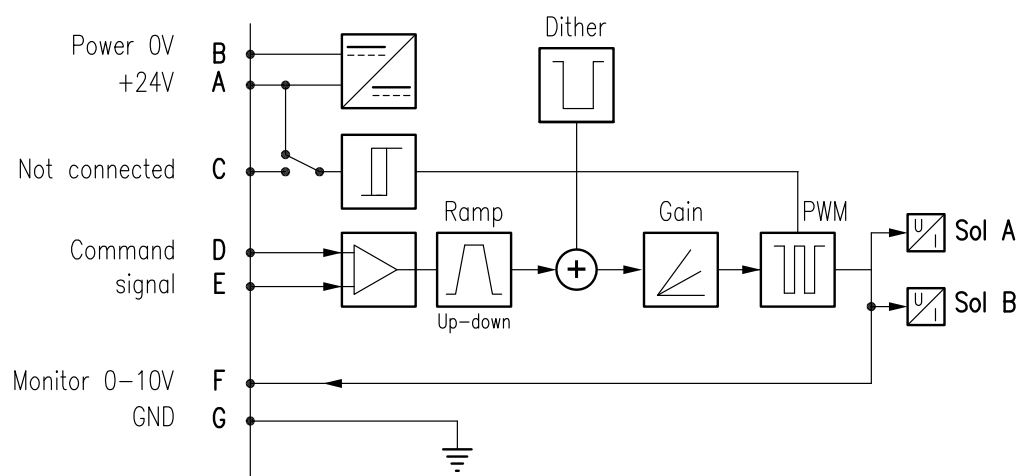 Dither
Power 0V B
+24V A
Not connected C
Ramp Gain PWM
Command D
signal E
Up-down
+
U I Sol A
U I Sol B
Monitor 0-10V F
GND G